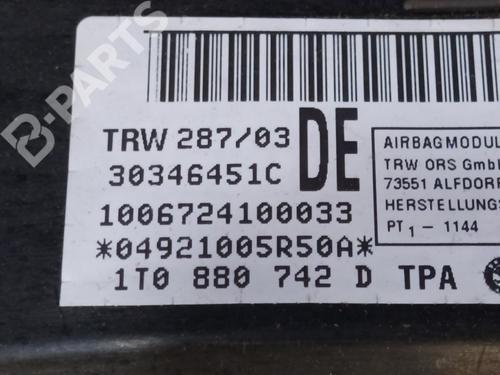 B-PARTS
TRW 287/03
DE
30346451C
1006724100033
*04921005R50A*
1T0 880 742 D TPA
AIRBAGMODUL
TRW ORS Gmb
73551 ALFDORF
HERSTELLUNGS
PT1 - 1144